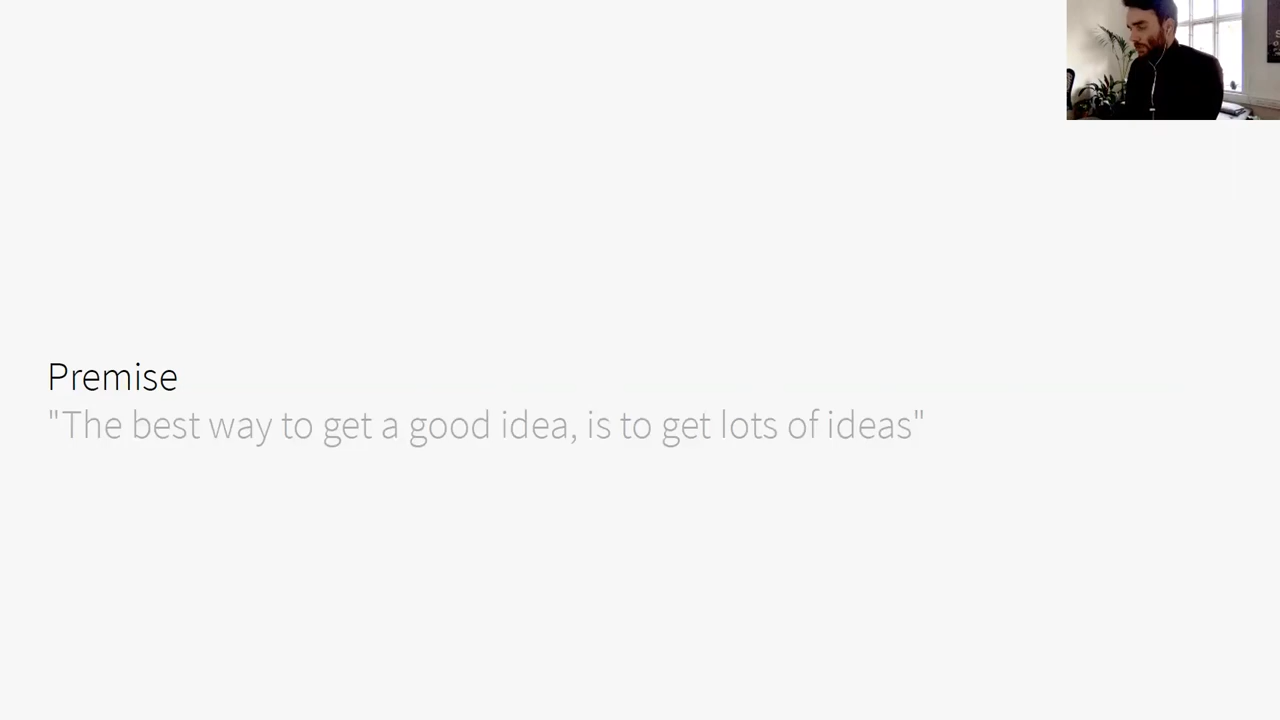 Premise
"The best way to get a good idea, is to get lots of ideas"